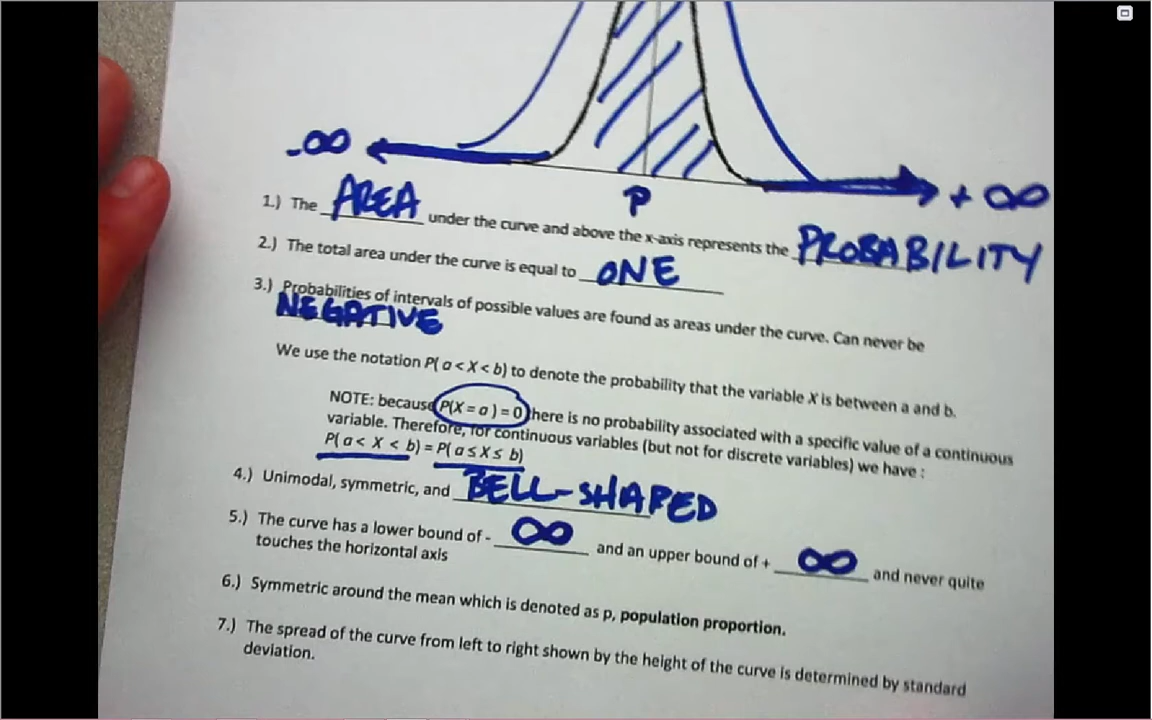 -∞
+ ∞
P
1.) The AREA under the curve and above the x-axis represents the PROBABILITY
2.) The total area under the curve is equal to ONE
3.) Probabilities of intervals of possible values are found as areas under the curve. Can never be
NEGATIVE
We use the notation P( a < X < b) to denote the probability that the variable X is between a and b.
NOTE: because P(X = a ) = 0 here is no probability associated with a specific value of a continuous
variable. Therefore, for continuous variables (but not for discrete variables) we have :
P( a < X < b) = P( a ≤ X ≤ b)
4.) Unimodal, symmetric, and BELL-SHAPED
5.) The curve has a lower bound of - ∞ and an upper bound of + ∞ and never quite
touches the horizontal axis
6.) Symmetric around the mean which is denoted as p, population proportion.
7.) The spread of the curve from left to right shown by the height of the curve is determined by standard
deviation.